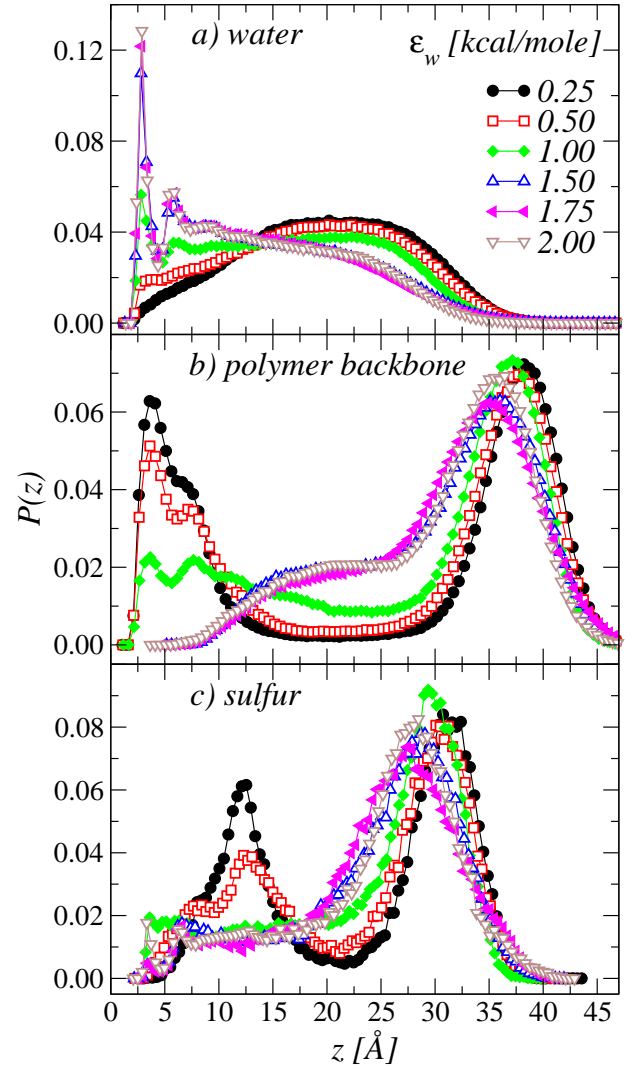 a) water
ε_w [kcal/mole]
0.25
0.50
1.00
1.50
1.75
2.00
0.12
0.08
0.04
0.00
b) polymer backbone
0.06
0.04
0.02
0.00
P(z)
c) sulfur
0.08
0.06
0.04
0.02
0.00
0 5 10 15 20 25 30 35 40 45
z [Å]